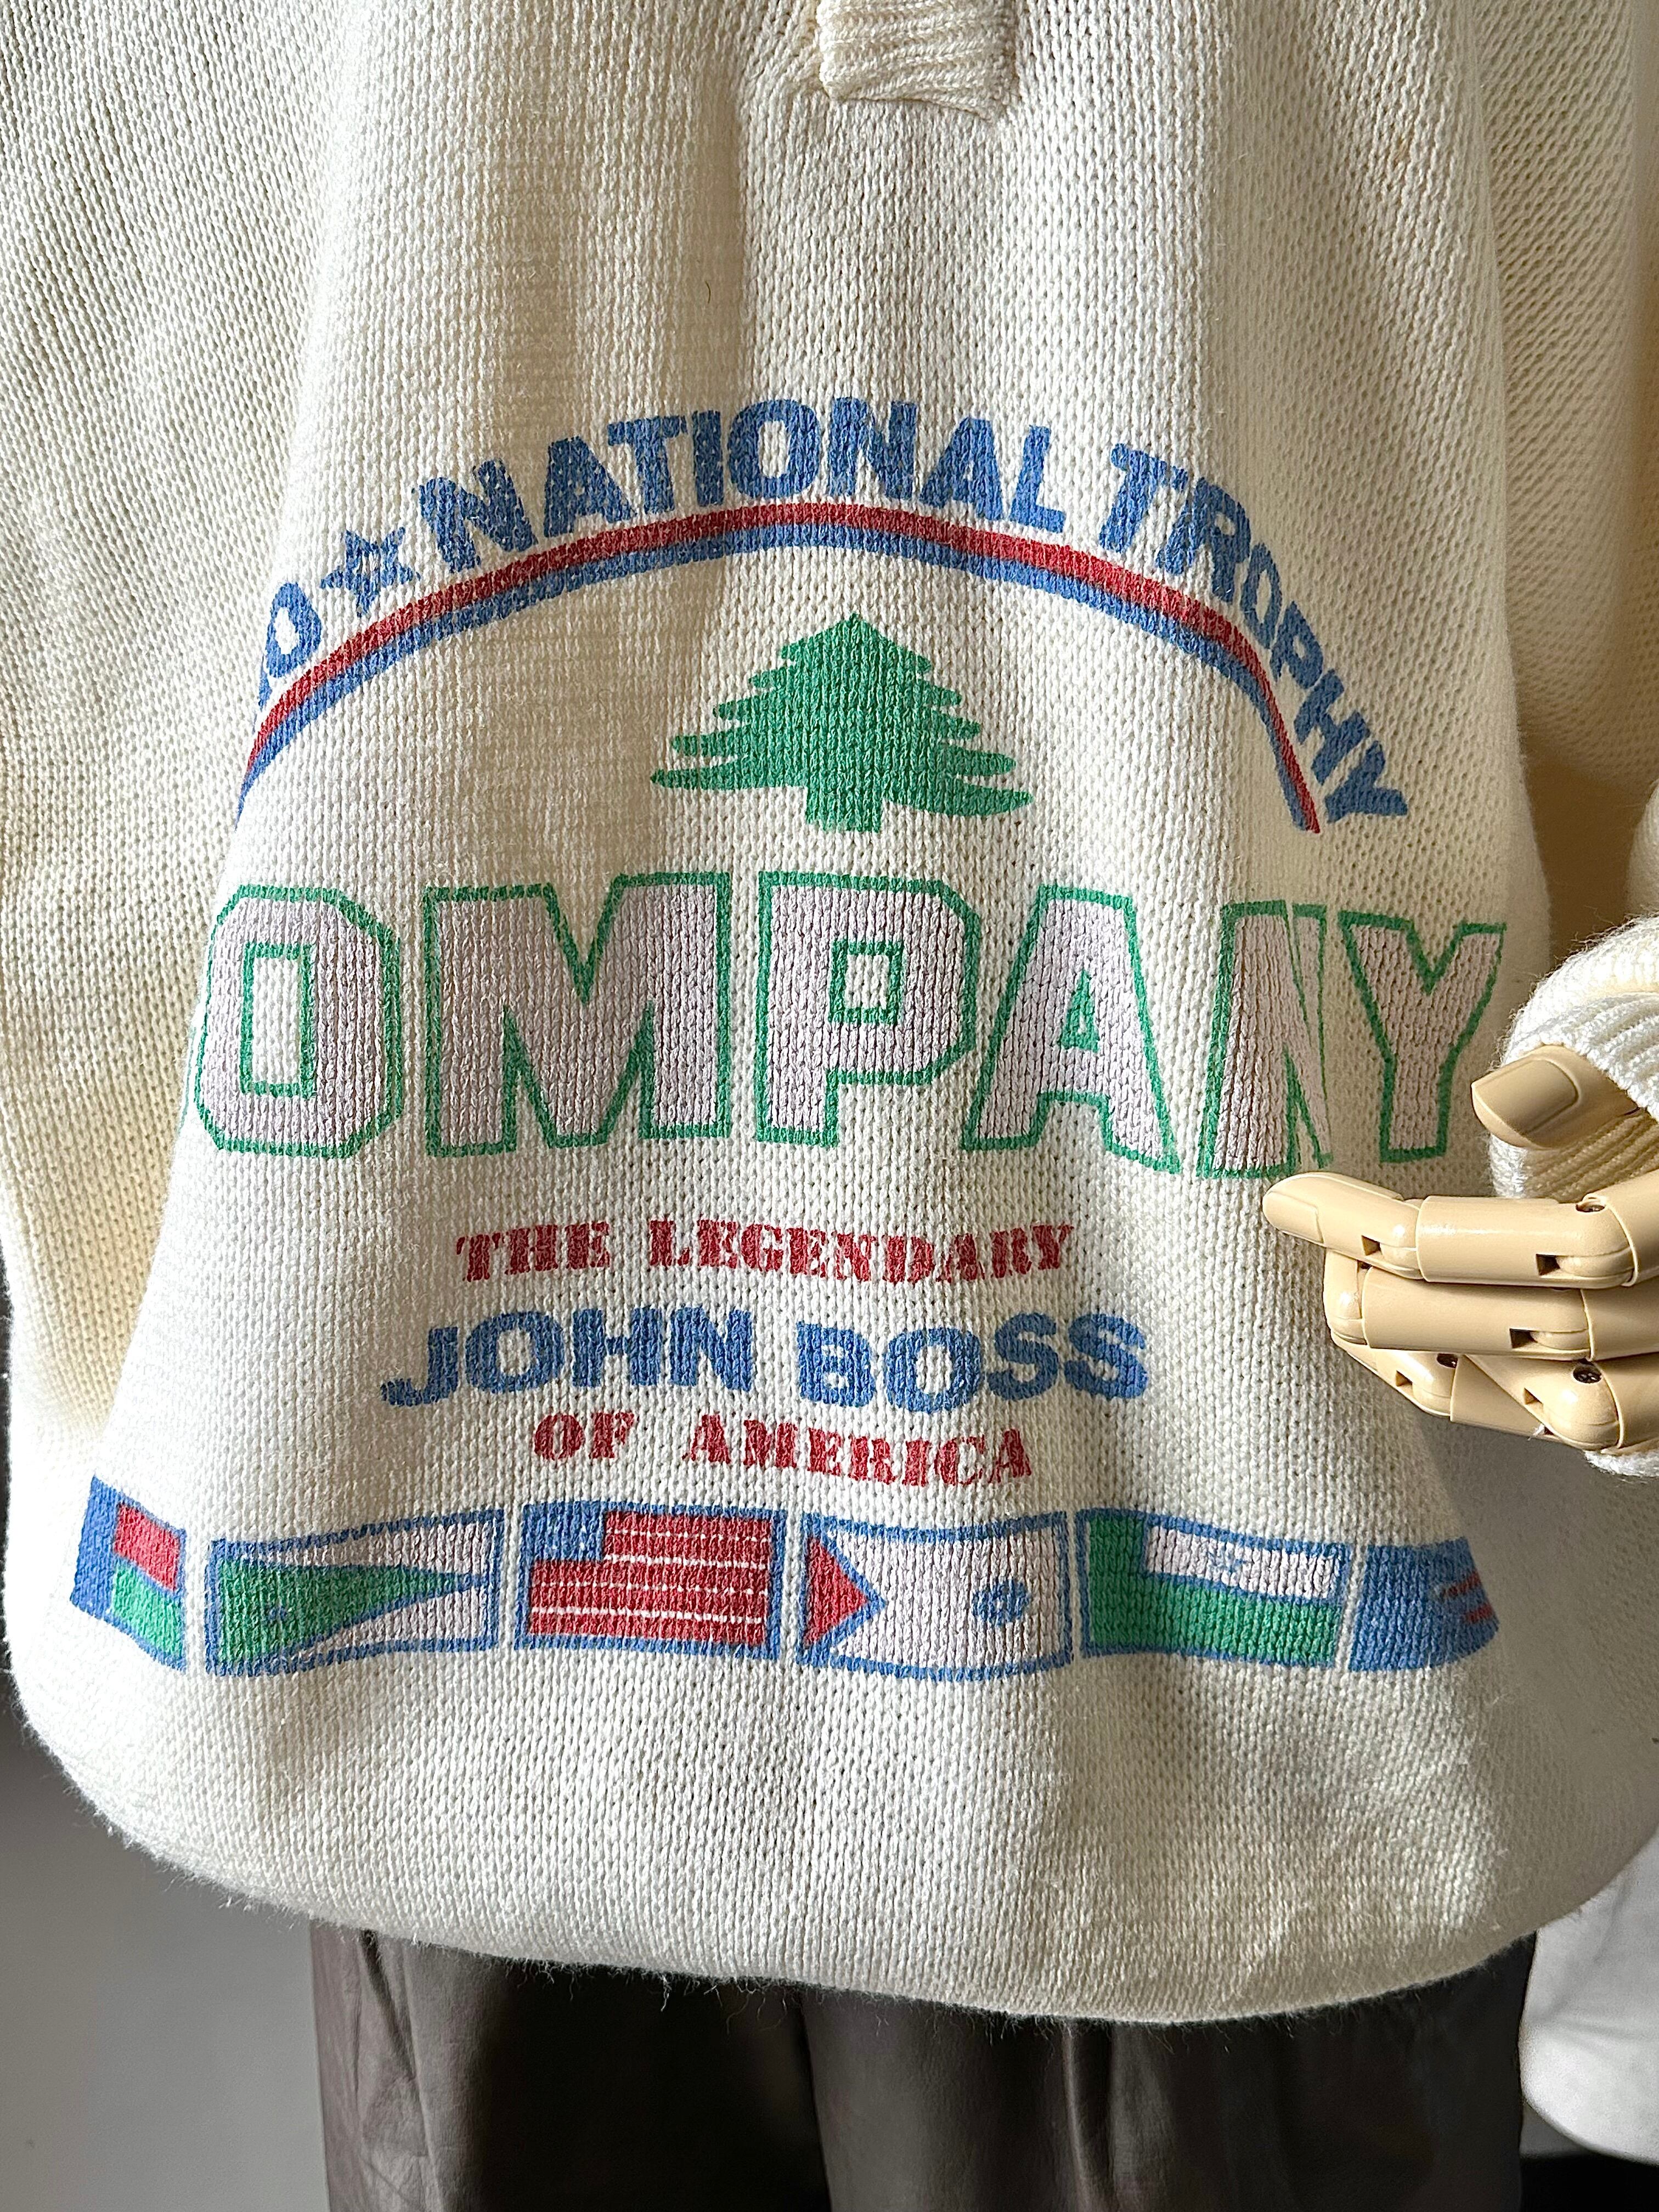 O★NATIONAL TROPHY
OMPANY
THE LEGENDARY
JOHN BOSS
OF AMERICA